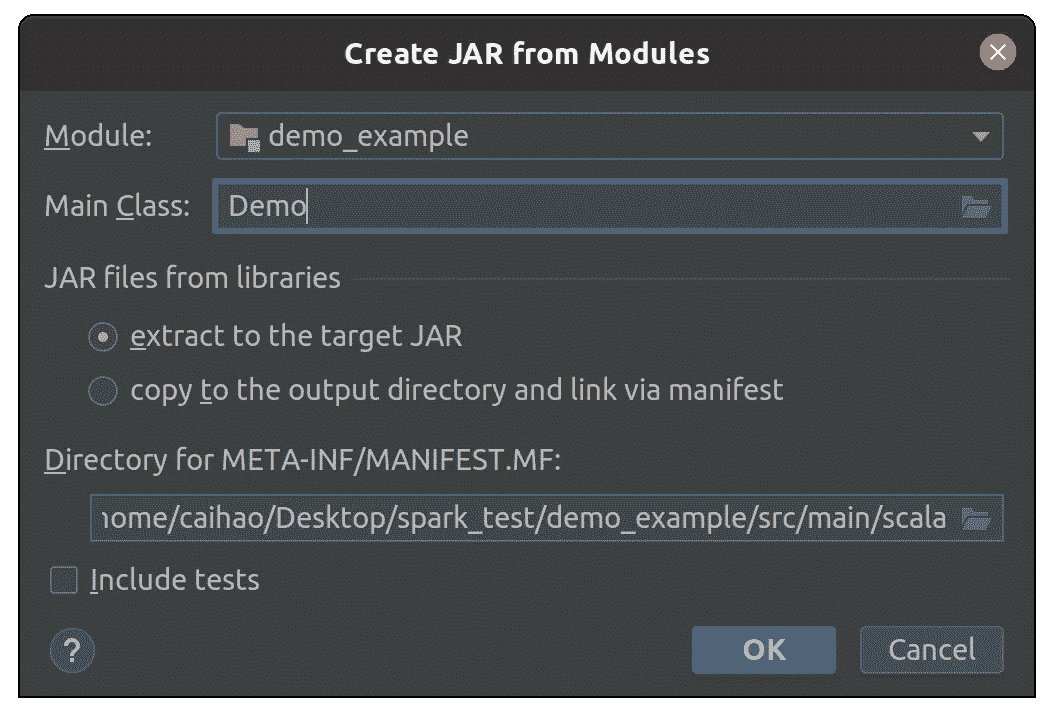 Create JAR from Modules
Module: demo_example
Main Class: Demo
JAR files from libraries
extract to the target JAR
copy to the output directory and link via manifest
Directory for META-INF/MANIFEST.MF:
home/caihao/Desktop/spark_test/demo_example/src/main/scala
Include tests
? OK Cancel